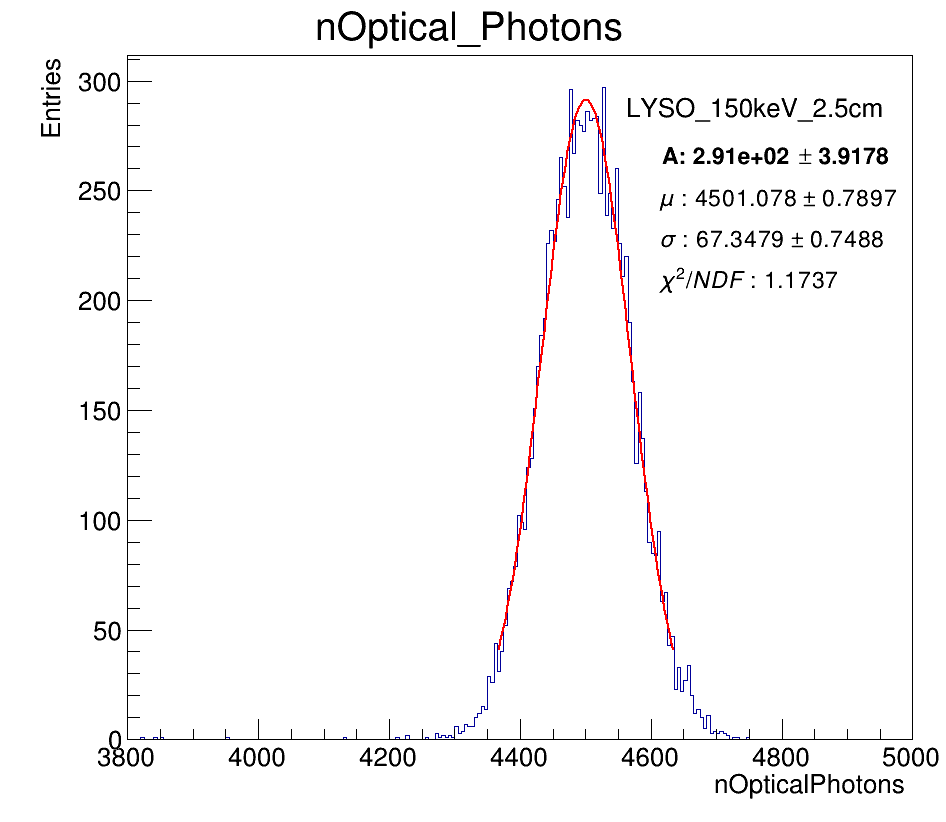 nOptical_Photons
Entries
300
250
200
150
100
50
0
LYSO_150keV_2.5cm
A: 2.91e+02 ± 3.9178
μ : 4501.078 ± 0.7897
σ : 67.3479 ± 0.7488
χ²/NDF : 1.1737
3800 4000 4200 4400 4600 4800 5000
nOpticalPhotons